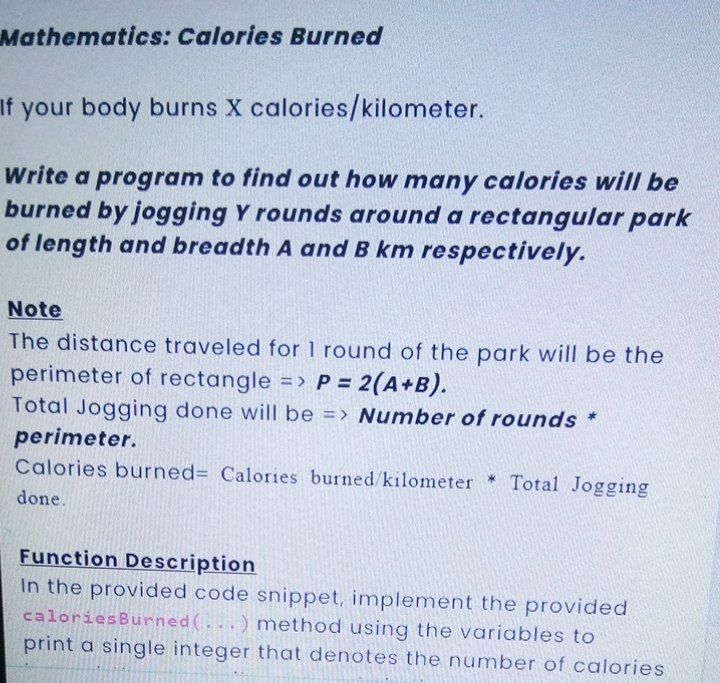 Mathematics: Calories Burned
If your body burns X calories/kilometer.
Write a program to find out how many calories will be
burned by jogging Y rounds around a rectangular park
of length and breadth A and B km respectively.
Note
The distance traveled for 1 round of the park will be the
perimeter of rectangle => P = 2(A+B).
Total Jogging done will be => Number of rounds *
perimeter.
Calories burned= Calories burned/kilometer * Total Jogging
done.
Function Description
In the provided code snippet, implement the provided
caloriesBurned(...) method using the variables to
print a single integer that denotes the number of calories